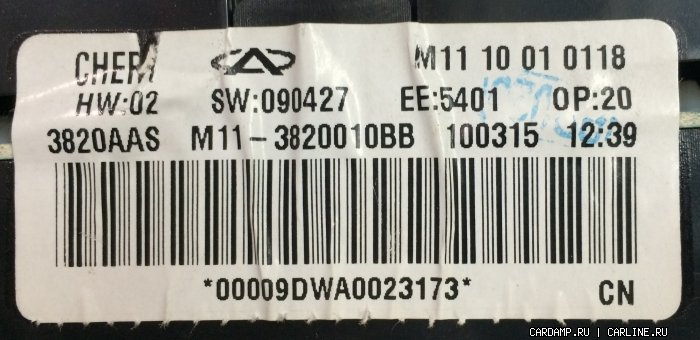 CHERY M11 10 01 0118
HW:02 SW:090427 EE:5401 OP:20
3820AAS M11-3820010BB 100315 12:39
*00009DWA0023173* CN
CARDAMP.RU | CARLINE.RU